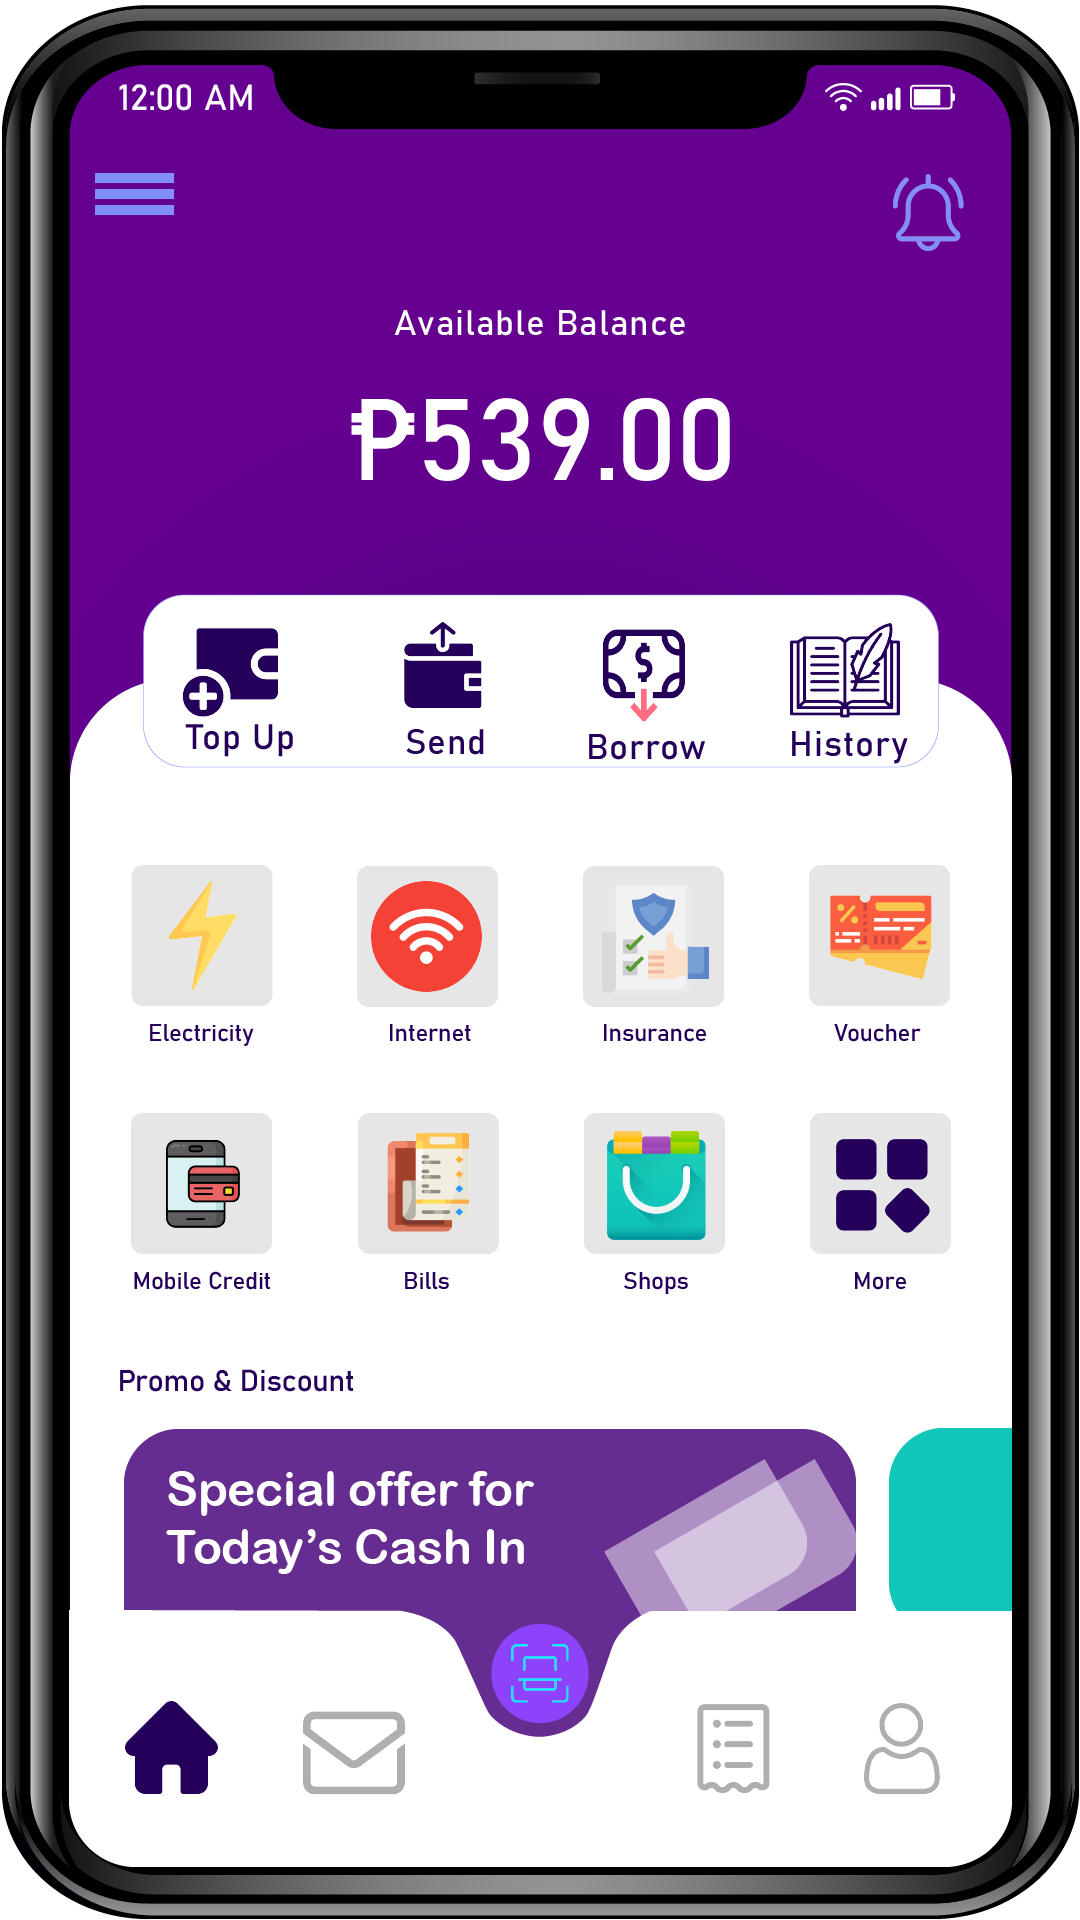 12:00 AM
Available Balance
₱539.00
Top Up
Send
Borrow
History
Electricity
Internet
Insurance
Voucher
Mobile Credit
Bills
Shops
More
Promo & Discount
Special offer for
Today’s Cash In